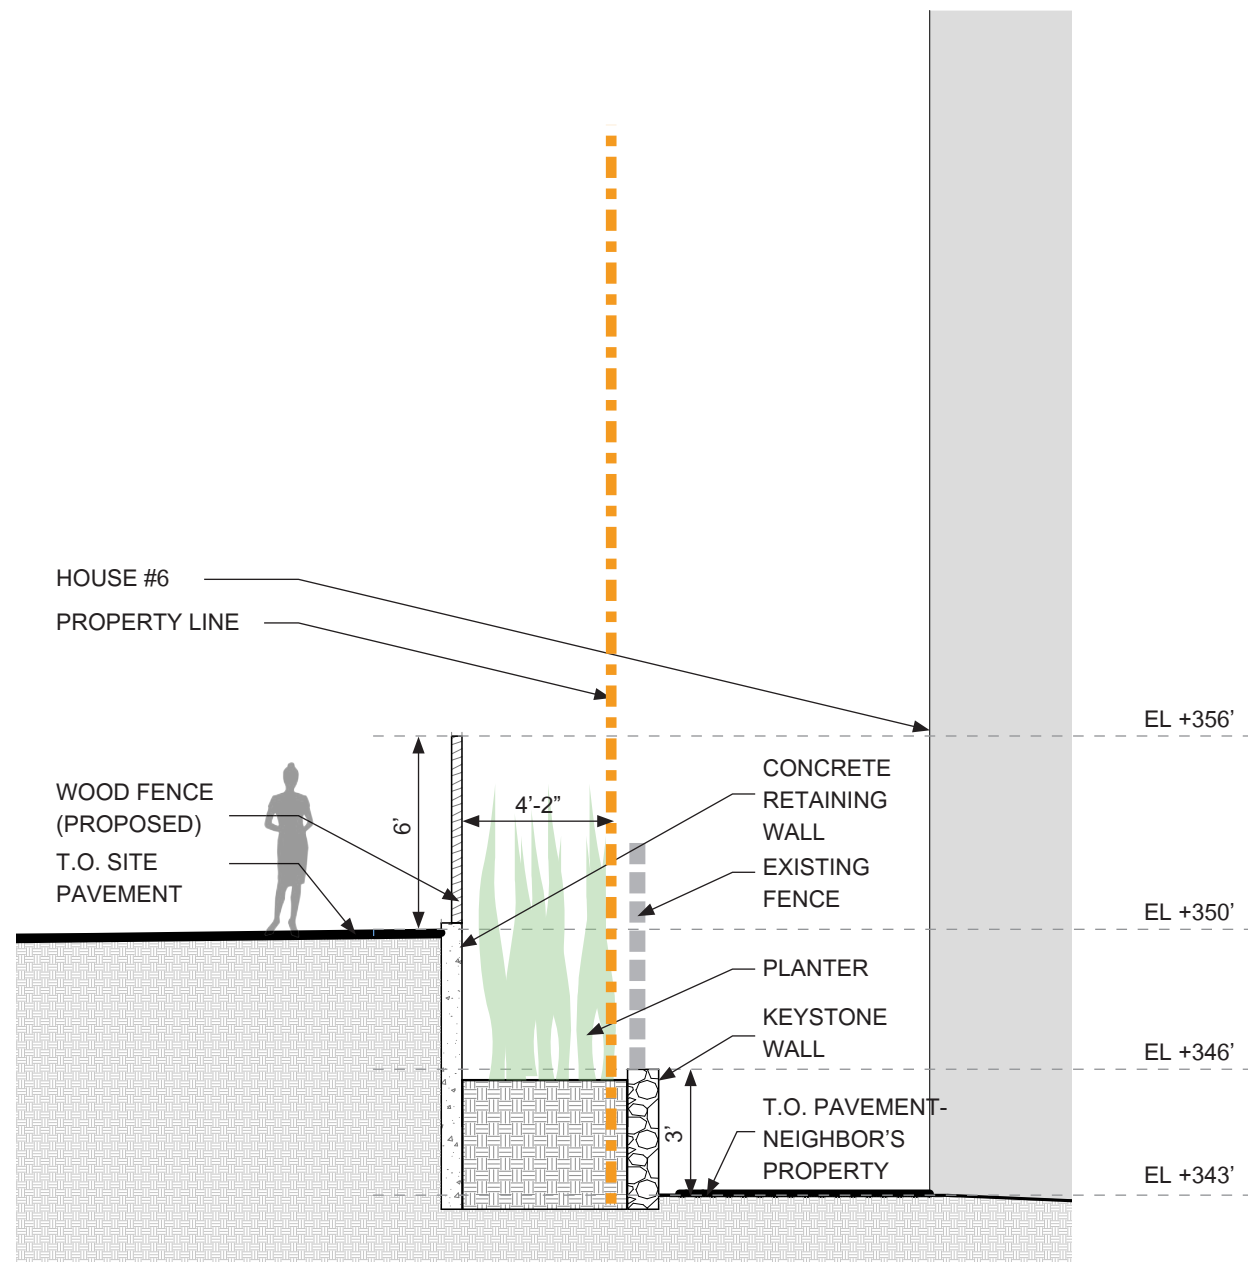 HOUSE #6
PROPERTY LINE
EL +356’
WOOD FENCE
(PROPOSED)
T.O. SITE
PAVEMENT
6’
4’-2”
CONCRETE
RETAINING
WALL
EXISTING
FENCE
EL +350’
PLANTER
KEYSTONE
WALL
EL +346’
3’
T.O. PAVEMENT-
NEIGHBOR’S
PROPERTY
EL +343’